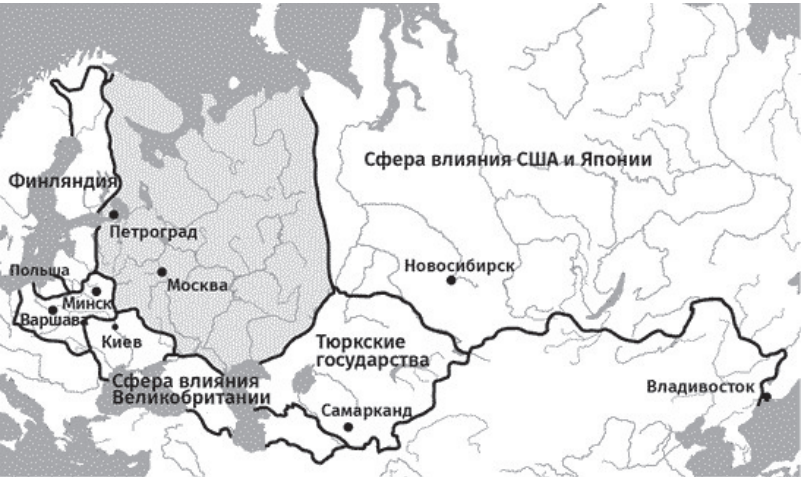 Сфера влияния США и Японии
Финляндия
Петроград
Польша
Москва
Новосибирск
Минск
Варшава
Киев
Тюркские
государства
Сфера влияния
Великобритании
Владивосток
Самарканд